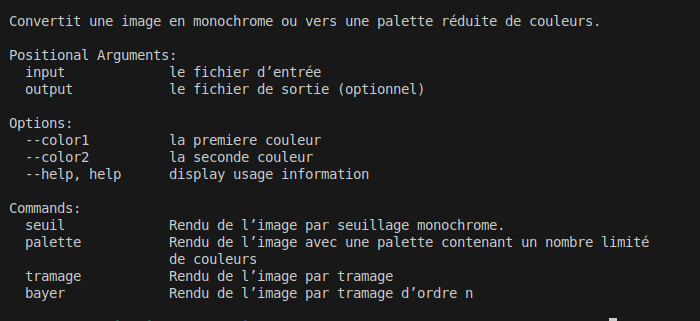 Convertit une image en monochrome ou vers une palette réduite de couleurs.
Positional Arguments:
input le fichier d’entrée
output le fichier de sortie (optionnel)
Options:
--color1 la premiere couleur
--color2 la seconde couleur
--help, help display usage information
Commands:
seuil Rendu de l’image par seuillage monochrome.
palette Rendu de l’image avec une palette contenant un nombre limité
de couleurs
tramage Rendu de l’image par tramage
bayer Rendu de l’image par tramage d’ordre n